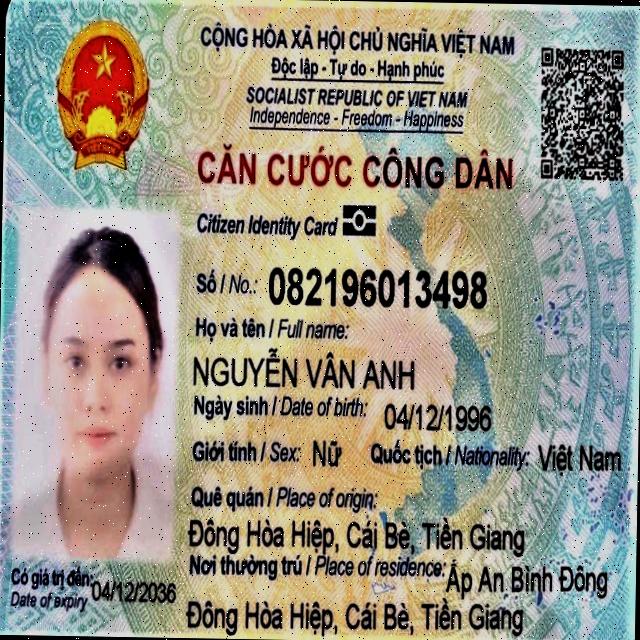 CỘNG HÒA XÃ HỘI CHỦ NGHĨA VIỆT NAM
Độc lập - Tự do - Hạnh phúc
SOCIALIST REPUBLIC OF VIET NAM
Independence - Freedom - Happiness
CĂN CƯỚC CÔNG DÂN
Citizen Identity Card
Số / No.: 082196013498
Họ và tên / Full name:
NGUYỄN VÂN ANH
Ngày sinh / Date of birth: 04/12/1996
Giới tính / Sex: Nữ Quốc tịch / Nationality: Việt Nam
Quê quán / Place of origin:
Đông Hòa Hiệp, Cái Bè, Tiền Giang
Nơi thường trú / Place of residence: Ấp An Bình Đông
Đông Hòa Hiệp, Cái Bè, Tiền Giang
Có giá trị đến: 04/12/2036
Date of expiry